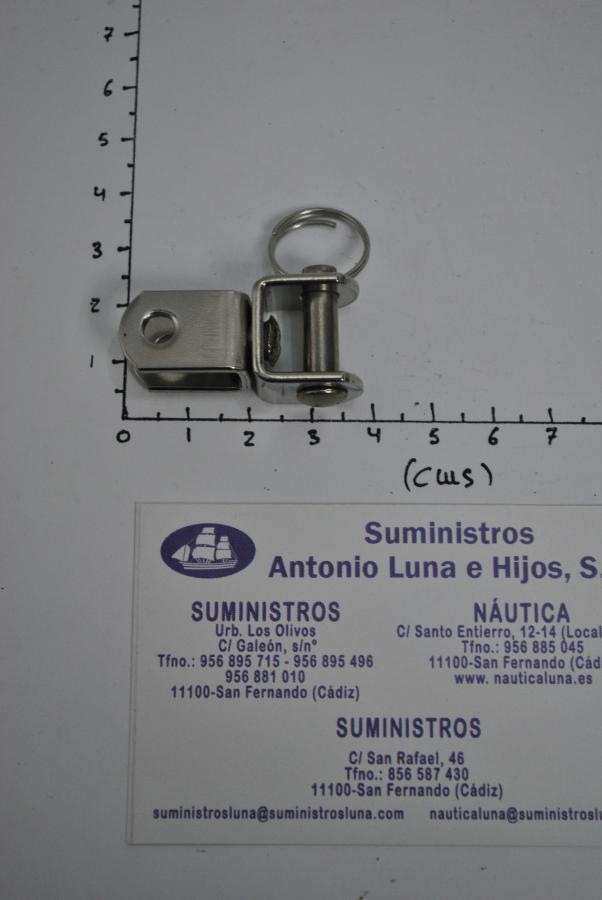 7
6
5
4
3
2
1
0 1 2 3 4 5 6 7
(cms)
Suministros
Antonio Luna e Hijos, S.
SUMINISTROS
Urb. Los Olivos
C/ Galeón, s/nº
Tfno.: 956 895 715 - 956 895 496
956 881 010
11100-San Fernando (Cádiz)
NÁUTICA
C/ Santo Entierro, 12-14 (Local
Tfno.: 956 885 045
11100-San Fernando (Cád
www. nauticaluna.es
SUMINISTROS
C/ San Rafael, 46
Tfno.: 856 587 430
11100-San Fernando (Cádiz)
suministrosluna@suministrosluna.com nauticaluna@suministroslu